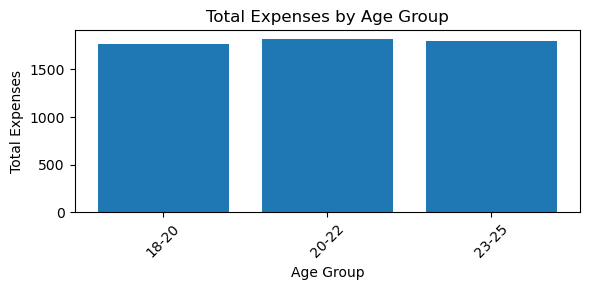 Total Expenses by Age Group
Total Expenses
1500
1000
500
0
18-20
20-22
23-25
Age Group